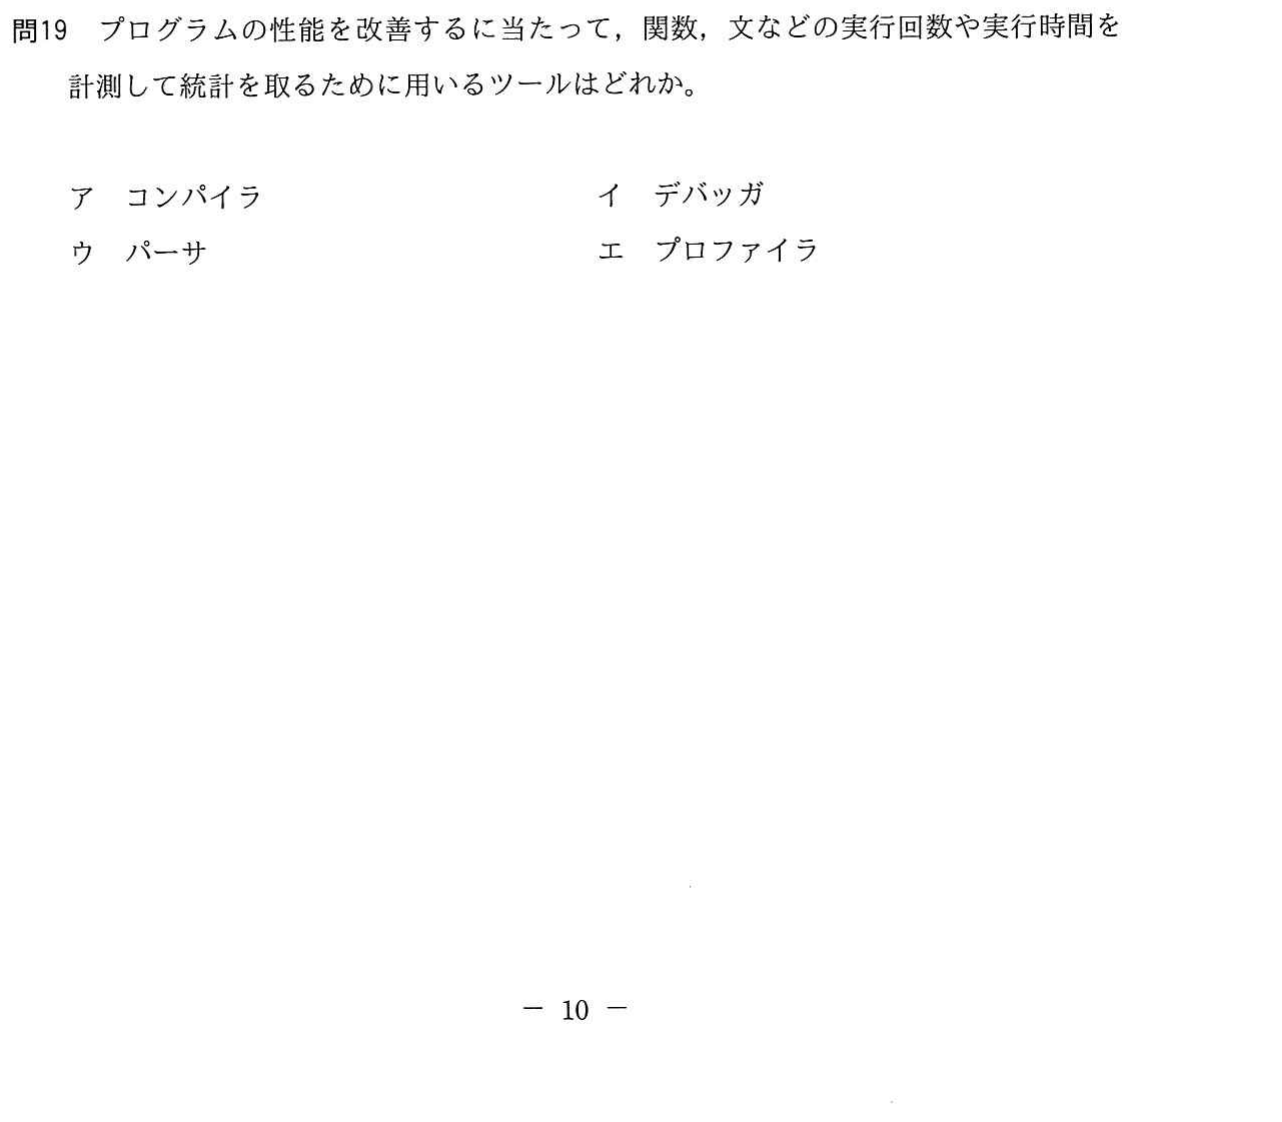 問19 プログラムの性能を改善するに当たって，関数，文などの実行回数や実行時間を
計測して統計を取るために用いるツールはどれか。
ア コンパイラ イ デバッガ
ウ パーサ エ プロファイラ
－ 10 －